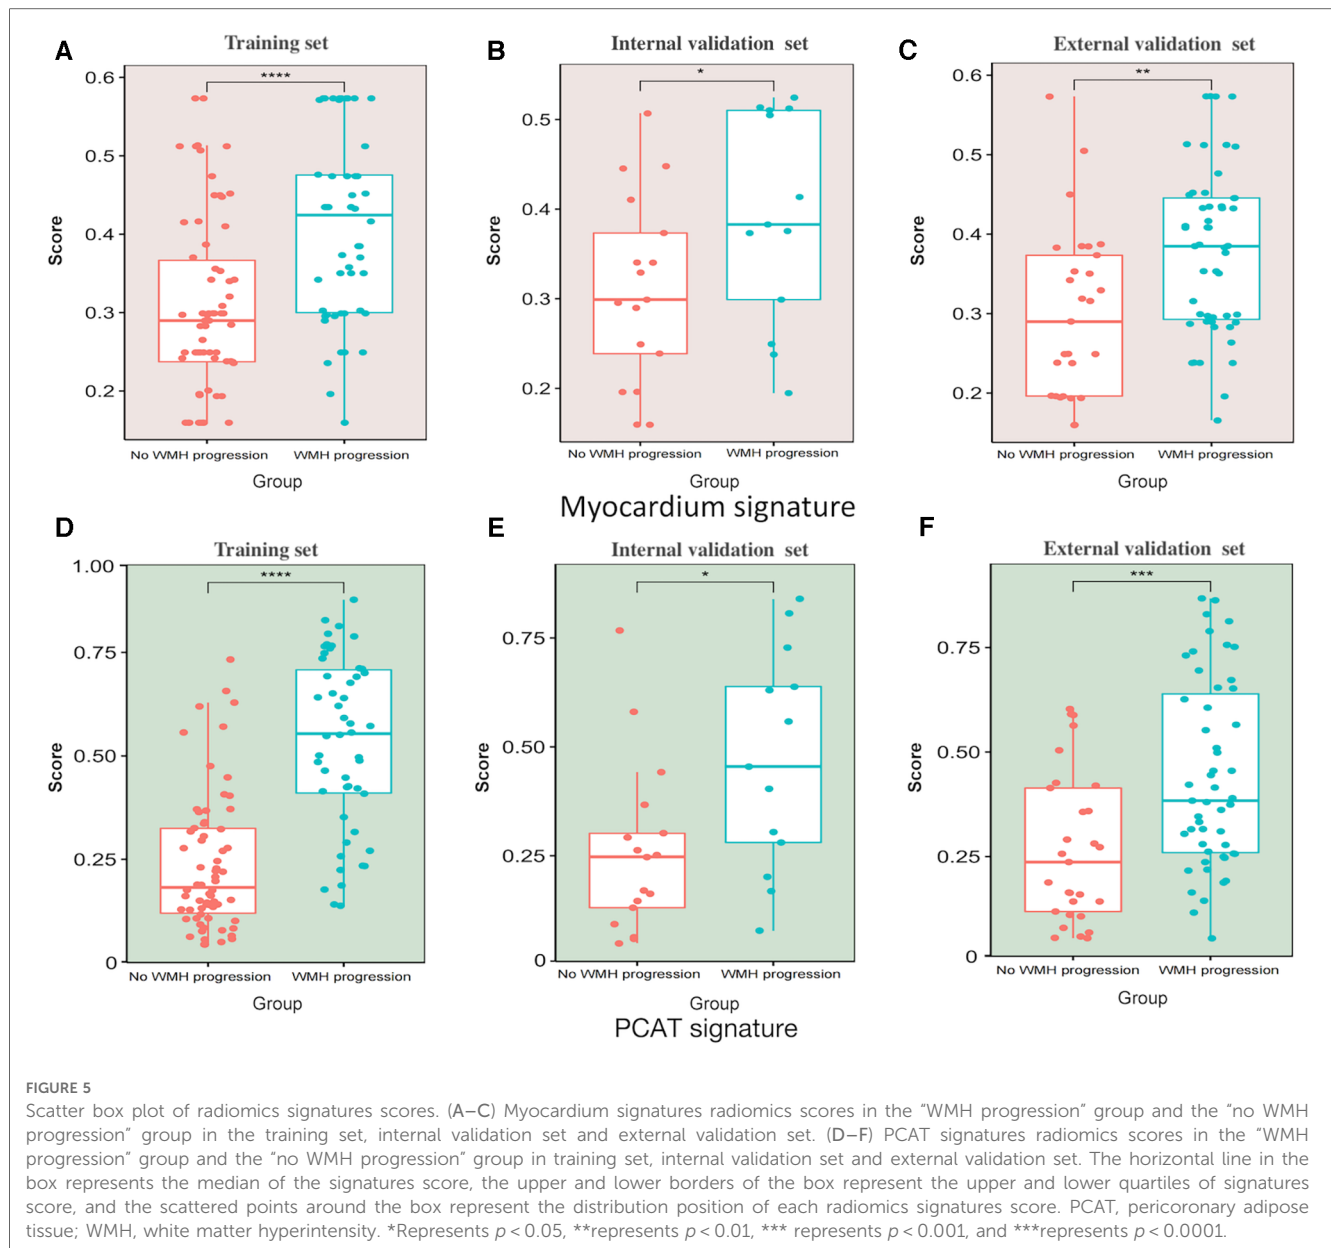 A
Training set
B
Internal validation set
C
External validation set
****
*
**
0.6
0.5
0.4
0.3
0.2
Score
0.5
0.4
0.3
0.2
Score
0.6
0.5
0.4
0.3
0.2
Score
No WMH progression WMH progression
No WMH progression WMH progression
No WMH progression WMH progression
Group
Group
Group
Myocardium signature
D
Training set
E
Internal validation set
F
External validation set
****
*
***
1.00
0.75
0.50
0.25
0
Score
0.75
0.50
0.25
0
Score
0.75
0.50
0.25
0
Score
No WMH progression WMH progression
No WMH progression WMH progression
No WMH progression WMH progression
Group
Group
Group
PCAT signature
FIGURE 5
Scatter box plot of radiomics signatures scores. (A–C) Myocardium signatures radiomics scores in the "WMH progression" group and the "no WMH
progression" group in the training set, internal validation set and external validation set. (D–F) PCAT signatures radiomics scores in the "WMH
progression" group and the "no WMH progression" group in training set, internal validation set and external validation set. The horizontal line in the
box represents the median of the signatures score, the upper and lower borders of the box represent the upper and lower quartiles of signatures
score, and the scattered points around the box represent the distribution position of each radiomics signatures score. PCAT, pericoronary adipose
tissue; WMH, white matter hyperintensity. *Represents p < 0.05, **represents p < 0.01, *** represents p < 0.001, and ***represents p < 0.0001.